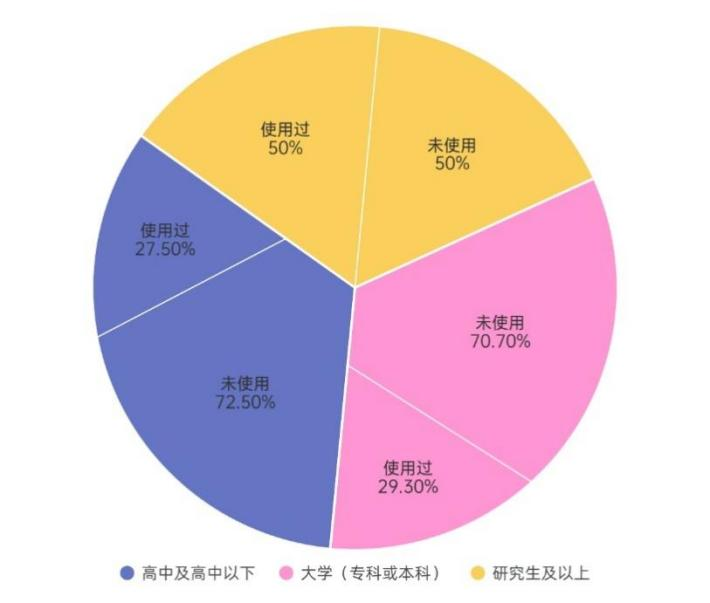 使用过
50%
未使用
50%
使用过
27.50%
未使用
70.70%
未使用
72.50%
使用过
29.30%
高中及高中以下 大学（专科或本科） 研究生及以上